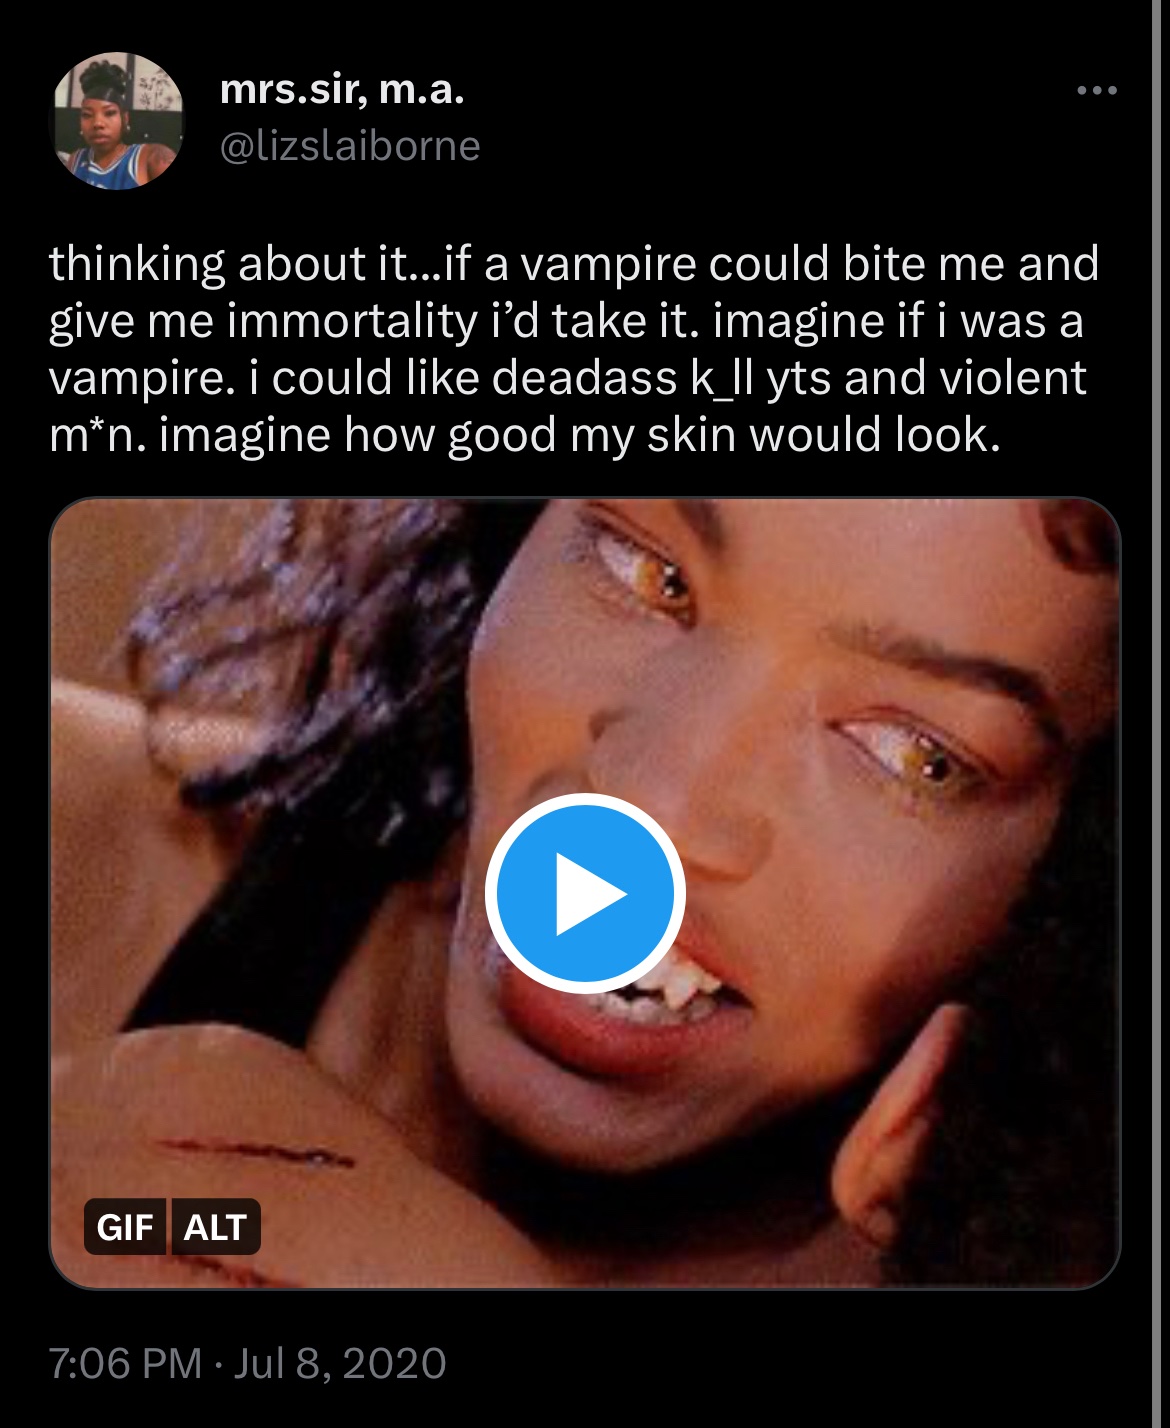 mrs.sir, m.a.
@lizslaiborne
thinking about it...if a vampire could bite me and
give me immortality i’d take it. imagine if i was a
vampire. i could like deadass k_ll yts and violent
m*n. imagine how good my skin would look.
GIF ALT
7:06 PM · Jul 8, 2020